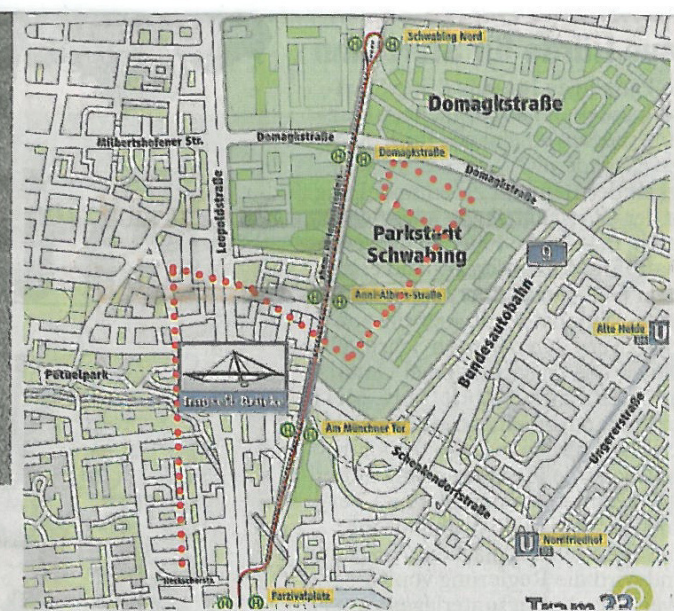 H H Schwabing Nord
Domagkstraße
Milbertshofener Str.
Domagkstraße
H H Domagkstraße
Domagkstraße
Leopoldstraße
Parkstadt
Schwabing
9
H H Anni-Albers-Straße
Bundesautobahn
Alte Heide U
Petuelpark
Ungererstraße
H H Am Münchner Tor
Schenkendorfstraße
U Nordfriedhof
H H Parzivalplatz
Tram 23